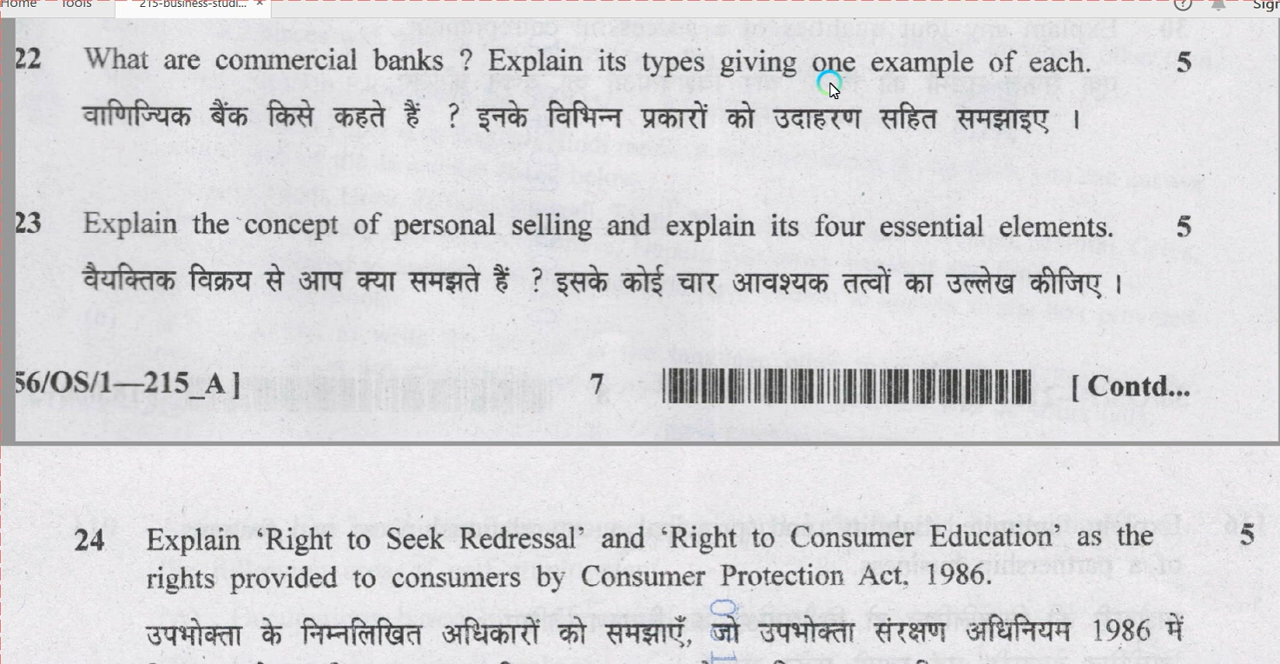 Home Tools 215-business-studi... ×
22 What are commercial banks ? Explain its types giving one example of each. 5
वाणिज्यिक बैंक किसे कहते हैं ? इनके विभिन्न प्रकारों को उदाहरण सहित समझाइए ।
23 Explain the concept of personal selling and explain its four essential elements. 5
वैयक्तिक विक्रय से आप क्या समझते हैं ? इसके कोई चार आवश्यक तत्वों का उल्लेख कीजिए ।
56/OS/1—215_A ] 7 [ Contd...
24 Explain ‘Right to Seek Redressal’ and ‘Right to Consumer Education’ as the 5
rights provided to consumers by Consumer Protection Act, 1986.
उपभोक्ता के निम्नलिखित अधिकारों को समझाएँ, जो उपभोक्ता संरक्षण अधिनियम 1986 में